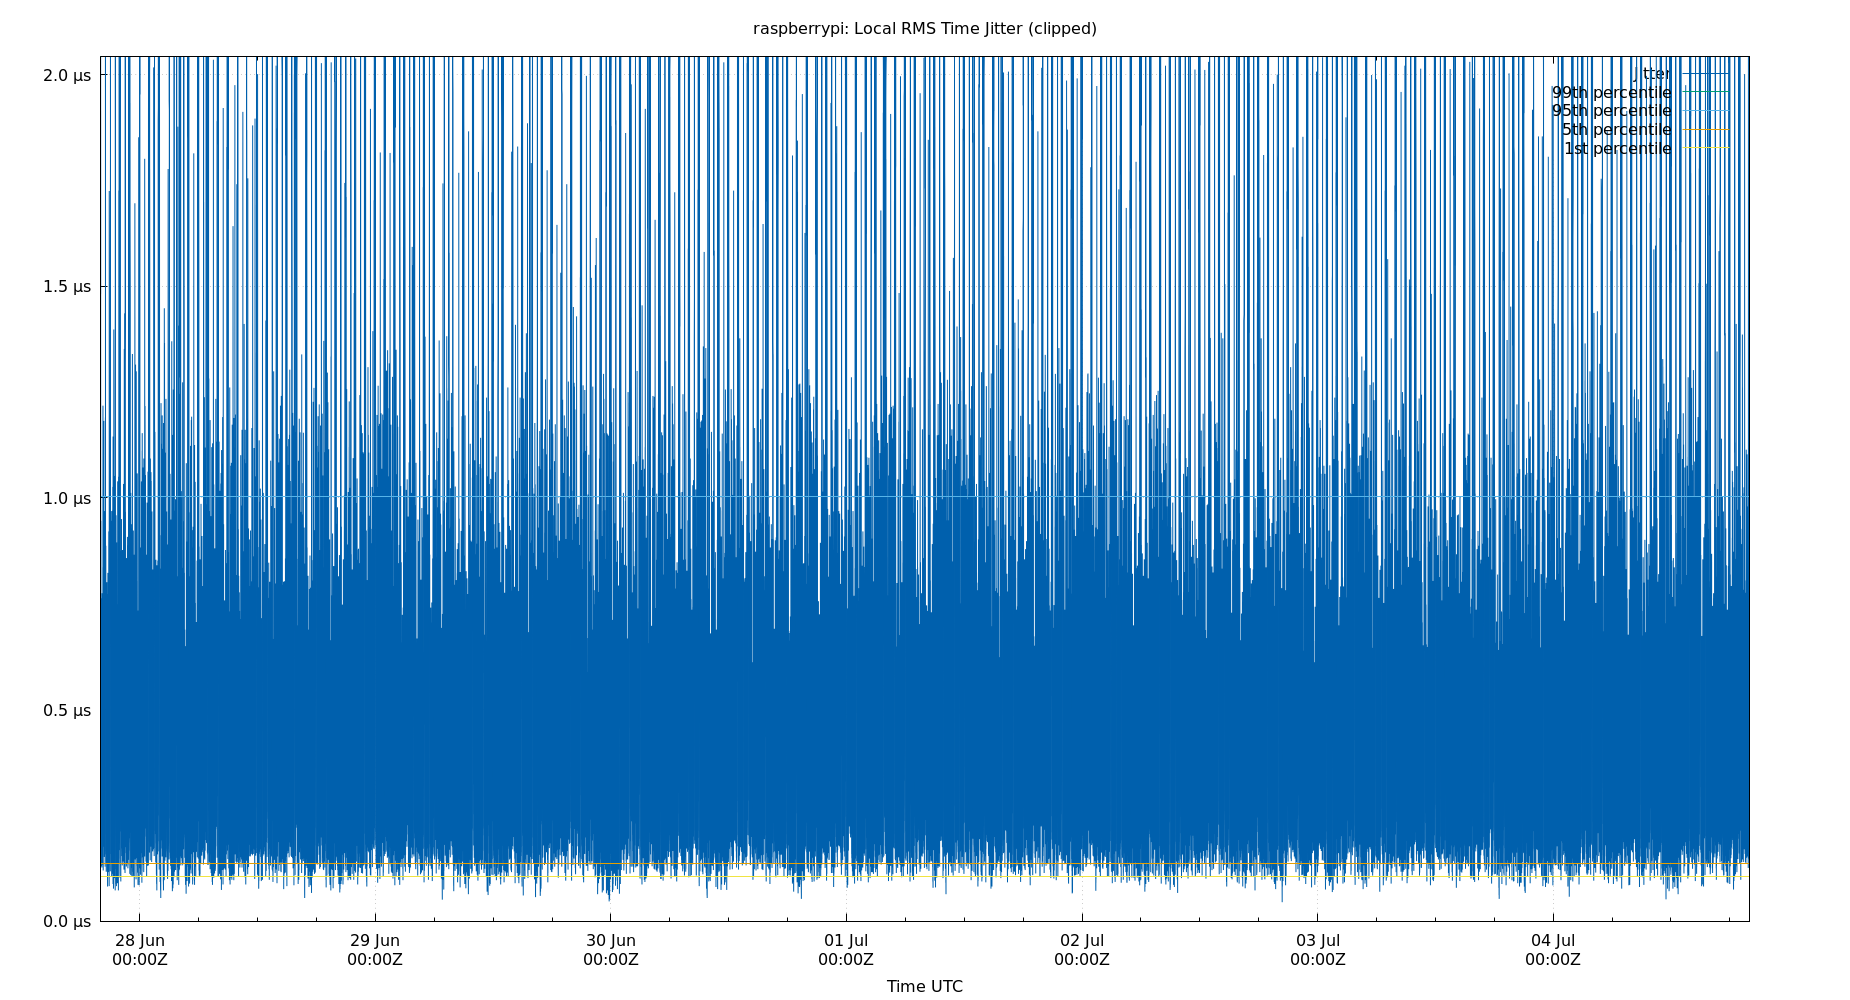 raspberrypi: Local RMS Time Jitter (clipped)
2.0 µs
1.5 µs
1.0 µs
0.5 µs
0.0 µs
jitter
99th percentile
95th percentile
5th percentile
1st percentile
28 Jun 29 Jun 30 Jun 01 Jul 02 Jul 03 Jul 04 Jul
00:00Z 00:00Z 00:00Z 00:00Z 00:00Z 00:00Z 00:00Z
Time UTC